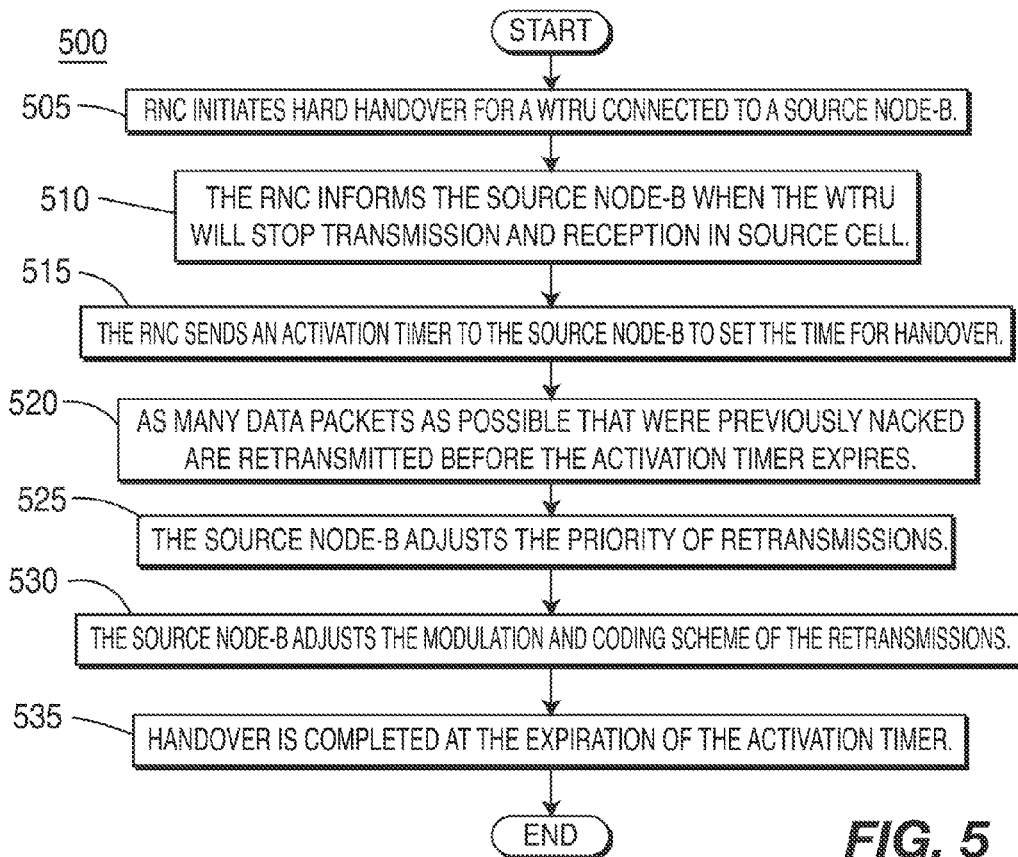 500
START
505
RNC INITIATES HARD HANDOVER FOR A WTRU CONNECTED TO A SOURCE NODE-B.
510
THE RNC INFORMS THE SOURCE NODE-B WHEN THE WTRU
WILL STOP TRANSMISSION AND RECEPTION IN SOURCE CELL.
515
THE RNC SENDS AN ACTIVATION TIMER TO THE SOURCE NODE-B TO SET THE TIME FOR HANDOVER.
520
AS MANY DATA PACKETS AS POSSIBLE THAT WERE PREVIOUSLY NACKED
ARE RETRANSMITTED BEFORE THE ACTIVATION TIMER EXPIRES.
525
THE SOURCE NODE-B ADJUSTS THE PRIORITY OF RETRANSMISSIONS.
530
THE SOURCE NODE-B ADJUSTS THE MODULATION AND CODING SCHEME OF THE RETRANSMISSIONS.
535
HANDOVER IS COMPLETED AT THE EXPIRATION OF THE ACTIVATION TIMER.
END
FIG. 5